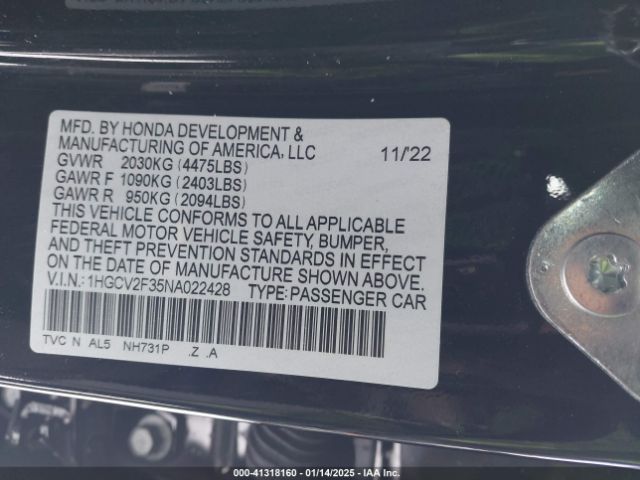 MFD. BY HONDA DEVELOPMENT &
MANUFACTURING OF AMERICA, LLC 11/'22
GVWR 2030KG (4475LBS)
GAWR F 1090KG (2403LBS)
GAWR R 950KG (2094LBS)
THIS VEHICLE CONFORMS TO ALL APPLICABLE
FEDERAL MOTOR VEHICLE SAFETY, BUMPER,
AND THEFT PREVENTION STANDARDS IN EFFECT
ON THE DATE OF MANUFACTURE SHOWN ABOVE.
V.I.N.: 1HGCV2F35NA022428 TYPE: PASSENGER CAR
TVC N AL5 NH731P .Z .A
000-41318160 - 01/14/2025 - IAA Inc.